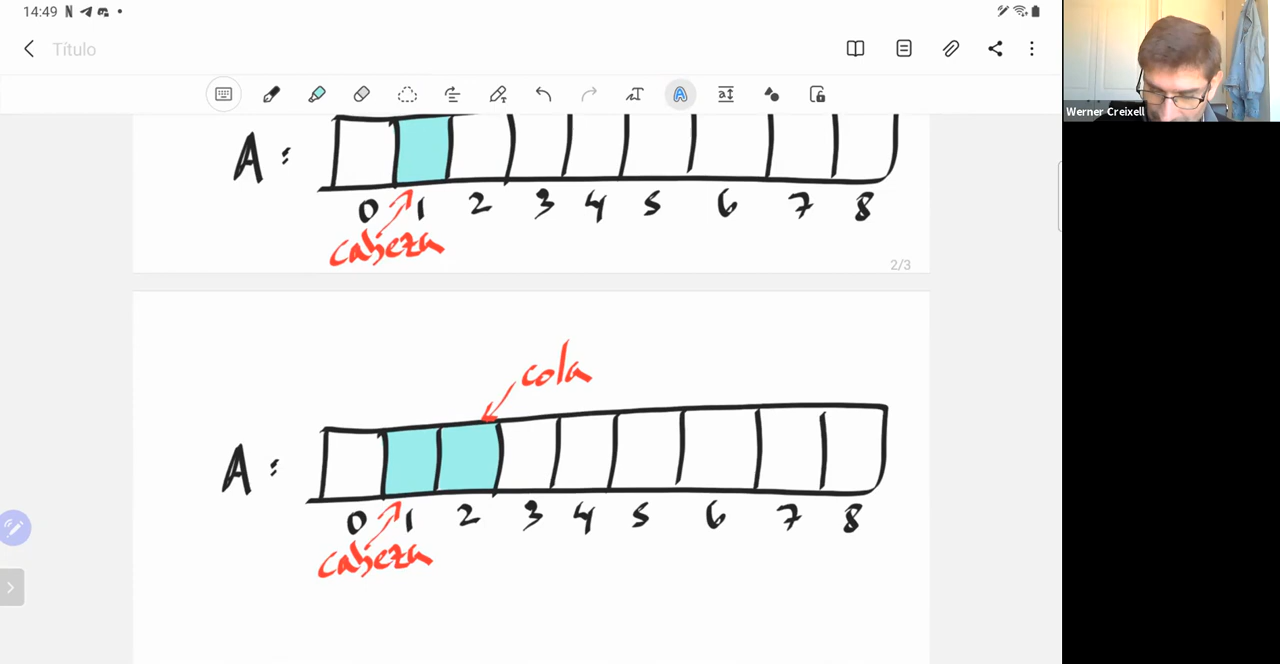 14:49 N
Título
Werner Creixell
A:
0 1 2 3 4 5 6 7 8
cabeza
2/3
cola
A:
0 1 2 3 4 5 6 7 8
cabeza